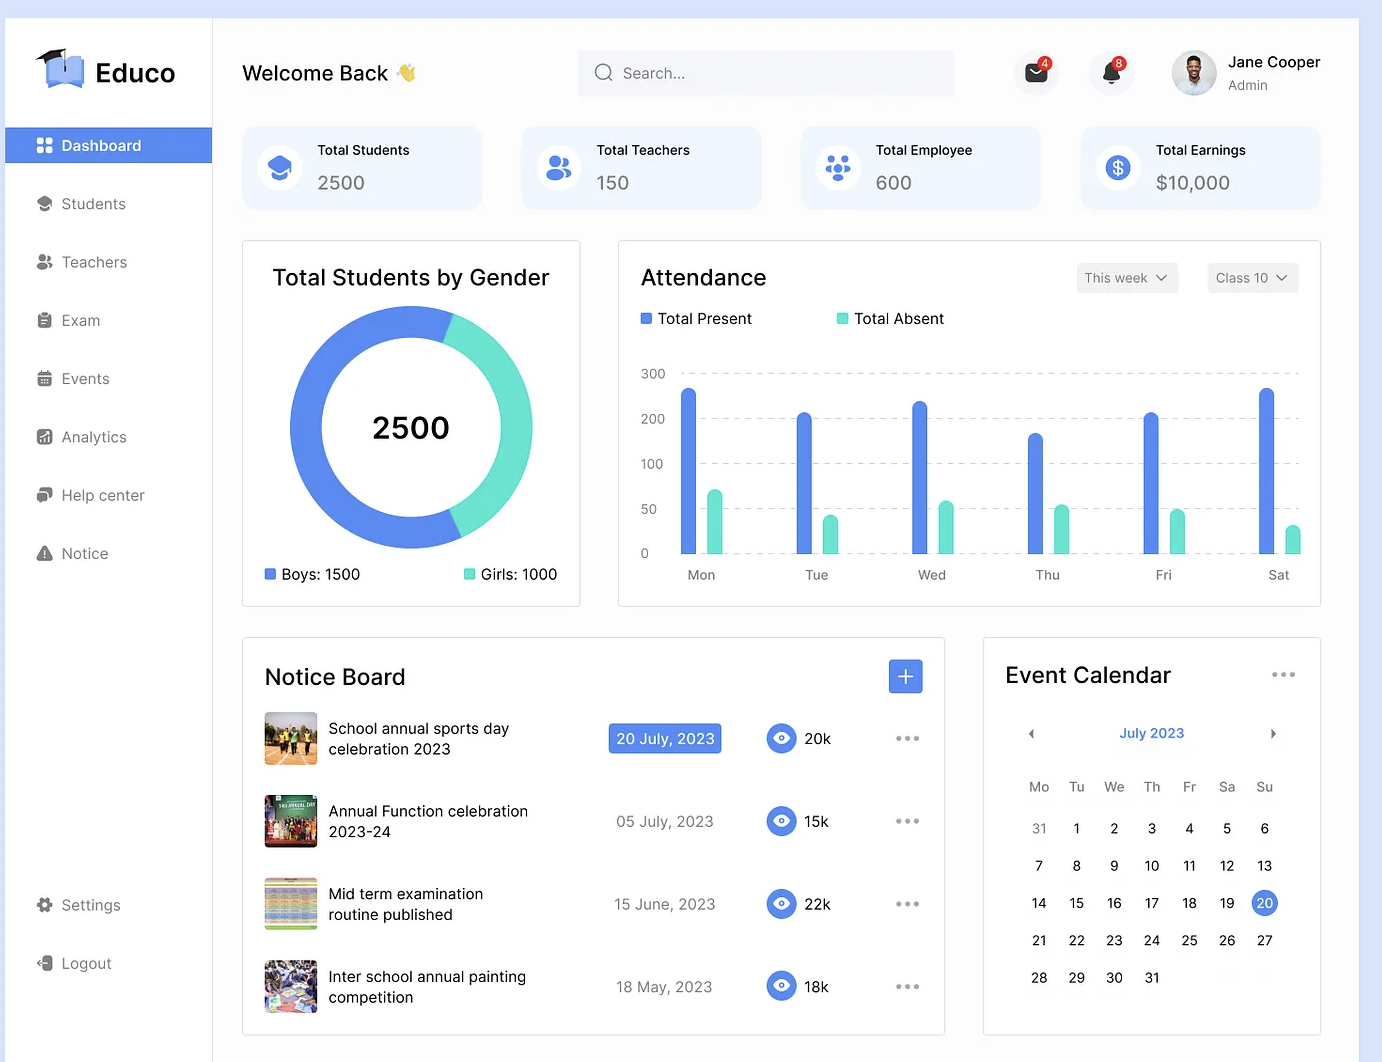 Educo
Dashboard
Students
Teachers
Exam
Events
Analytics
Help center
Notice
Settings
Logout
Welcome Back 👋
Search...
4
8
Jane Cooper
Admin
Total Students
2500
Total Teachers
150
Total Employee
600
Total Earnings
$10,000
Total Students by Gender
2500
Boys: 1500
Girls: 1000
Attendance
This week
Class 10
Total Present
Total Absent
300
200
100
50
0
Mon Tue Wed Thu Fri Sat
Notice Board
School annual sports day
celebration 2023
20 July, 2023
20k
Annual Function celebration
2023-24
05 July, 2023
15k
Mid term examination
routine published
15 June, 2023
22k
Inter school annual painting
competition
18 May, 2023
18k
Event Calendar
July 2023
Mo Tu We Th Fr Sa Su
31 1 2 3 4 5 6
7 8 9 10 11 12 13
14 15 16 17 18 19 20
21 22 23 24 25 26 27
28 29 30 31